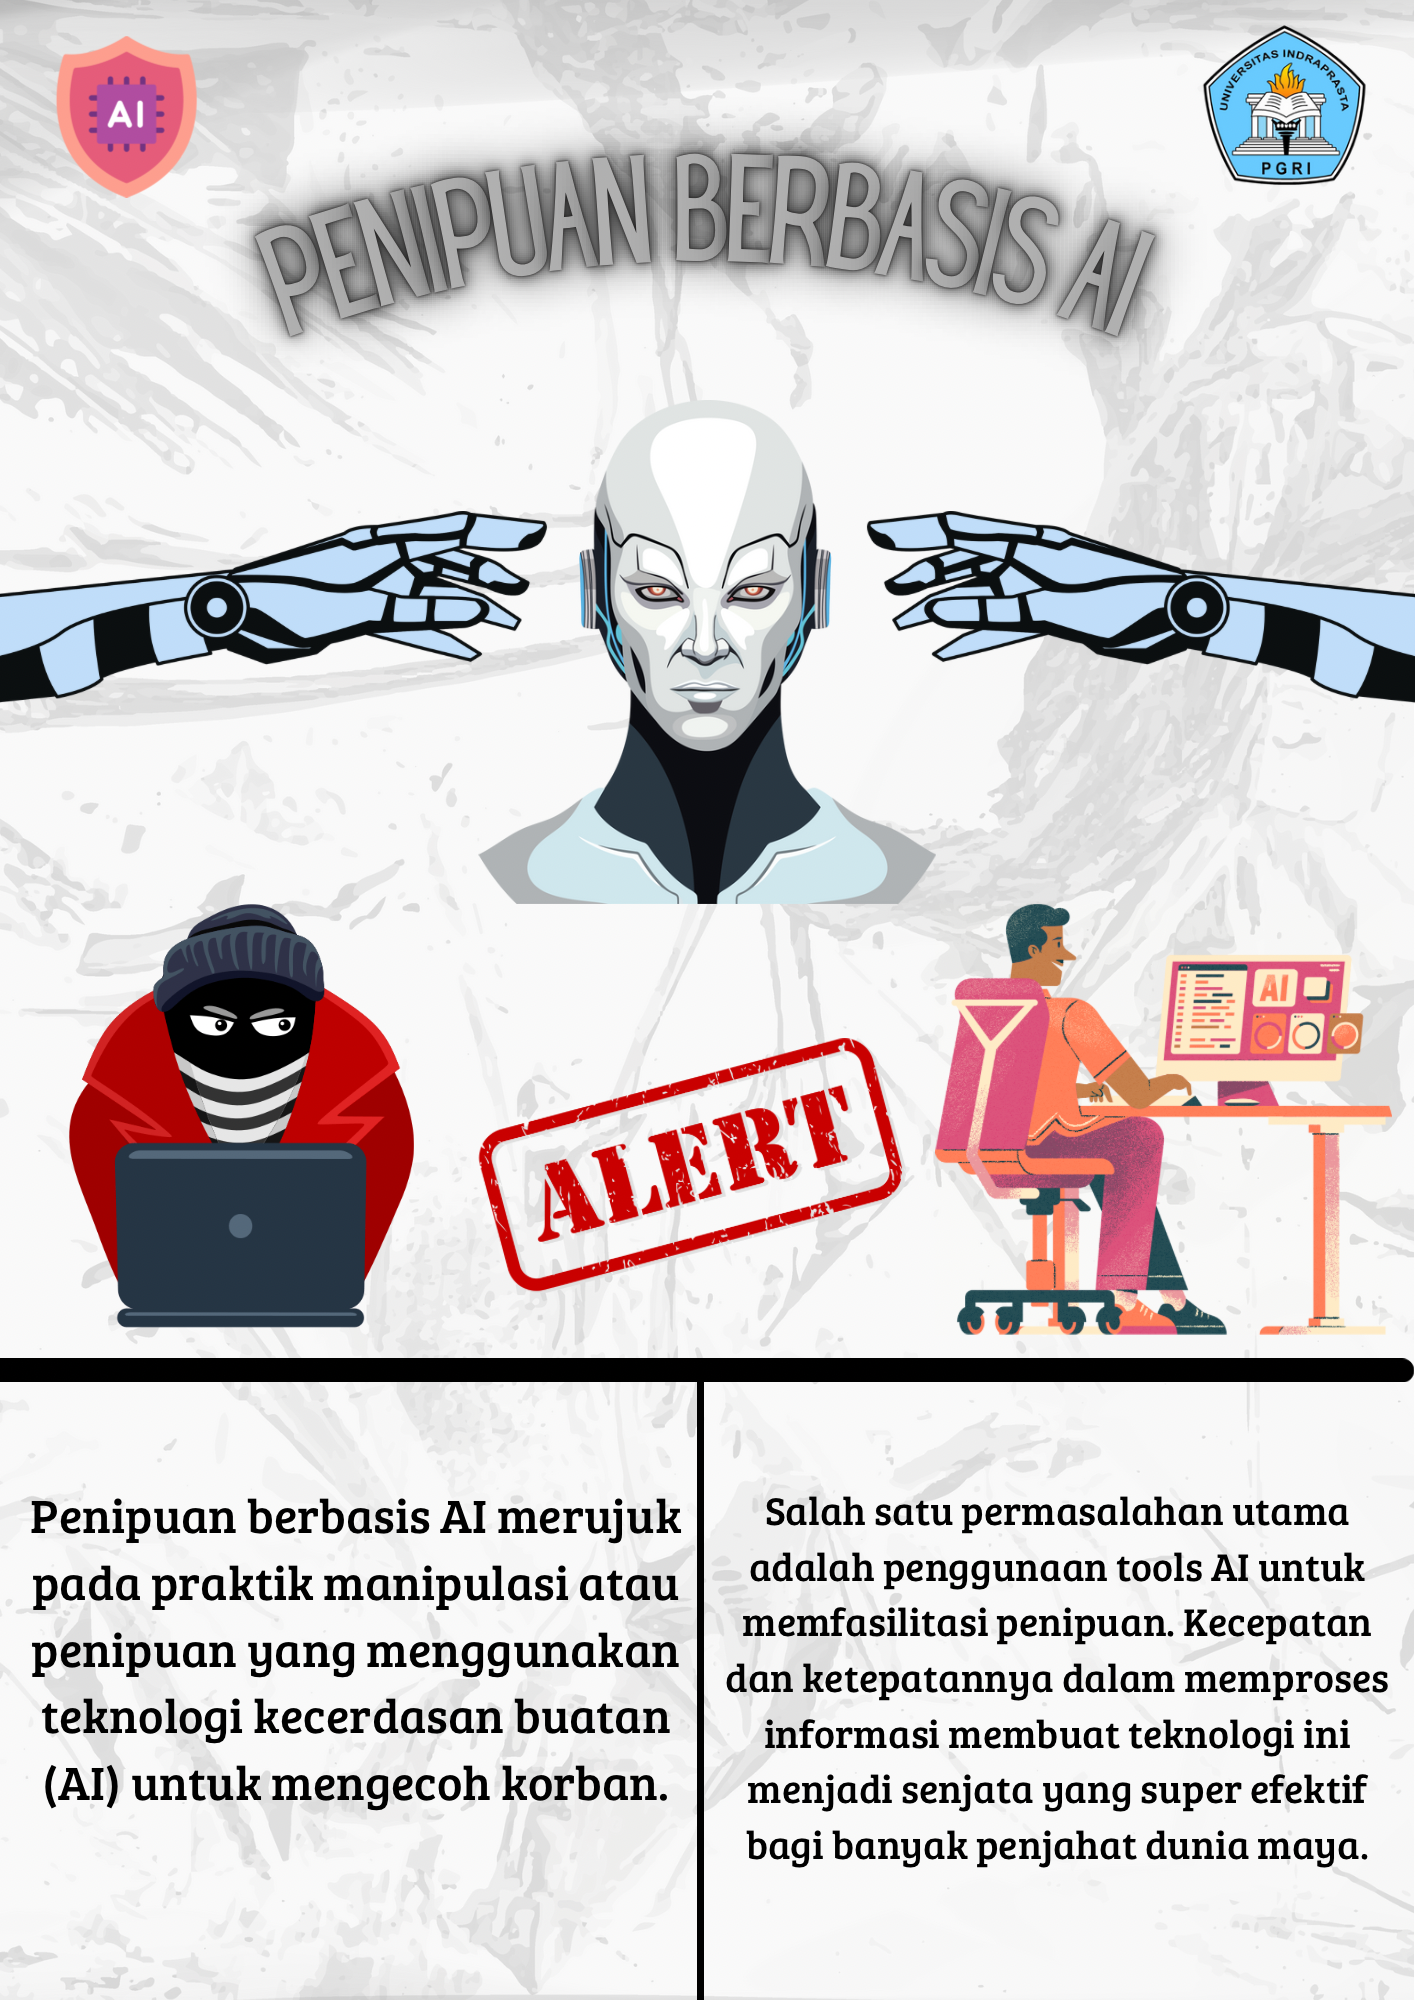 AI
UNIVERSITAS INDRAPRASTA
PGRI
PENIPUAN BERBASIS AI
AI
ALERT
Penipuan berbasis AI merujuk
pada praktik manipulasi atau
penipuan yang menggunakan
teknologi kecerdasan buatan
(AI) untuk mengecoh korban.
Salah satu permasalahan utama
adalah penggunaan tools AI untuk
memfasilitasi penipuan. Kecepatan
dan ketepatannya dalam memproses
informasi membuat teknologi ini
menjadi senjata yang super efektif
bagi banyak penjahat dunia maya.